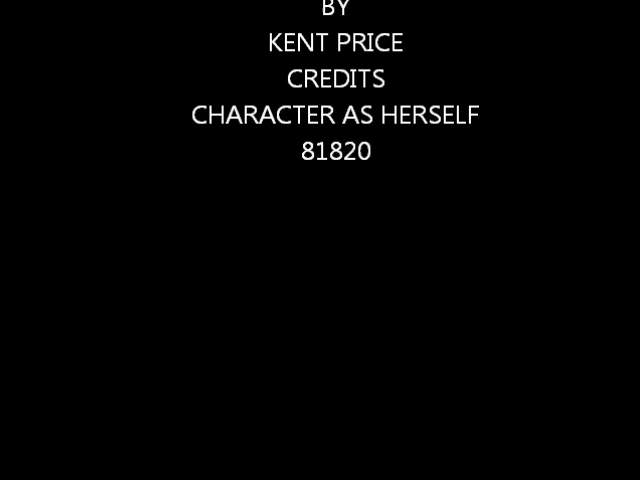 BY
KENT PRICE
CREDITS
CHARACTER AS HERSELF
81820